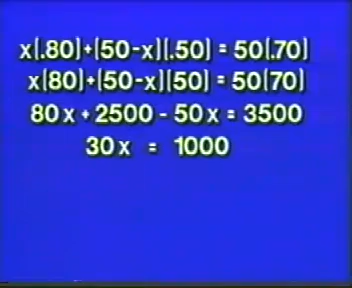 x(.80)+(50-x)(.50) = 50(.70)
x(80)+(50-x)(50) = 50(70)
80x + 2500 - 50x = 3500
30x = 1000